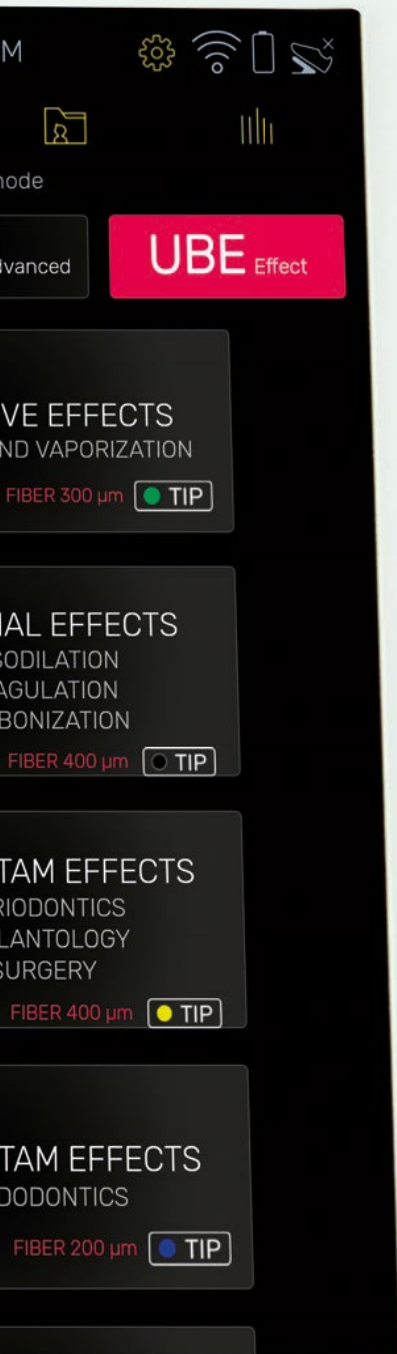 M
node
dvanced
UBE Effect
VE EFFECTS
ND VAPORIZATION
FIBER 300 µm TIP
IAL EFFECTS
SODILATION
AGULATION
BONIZATION
FIBER 400 µm TIP
TAM EFFECTS
RIODONTICS
LANTOLOGY
SURGERY
FIBER 400 µm TIP
TAM EFFECTS
DODONTICS
FIBER 200 µm TIP